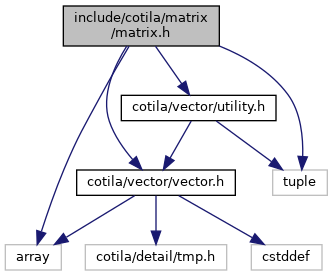 include/cotila/matrix
/matrix.h
cotila/vector/utility.h
cotila/vector/vector.h
tuple
array
cotila/detail/tmp.h
cstddef